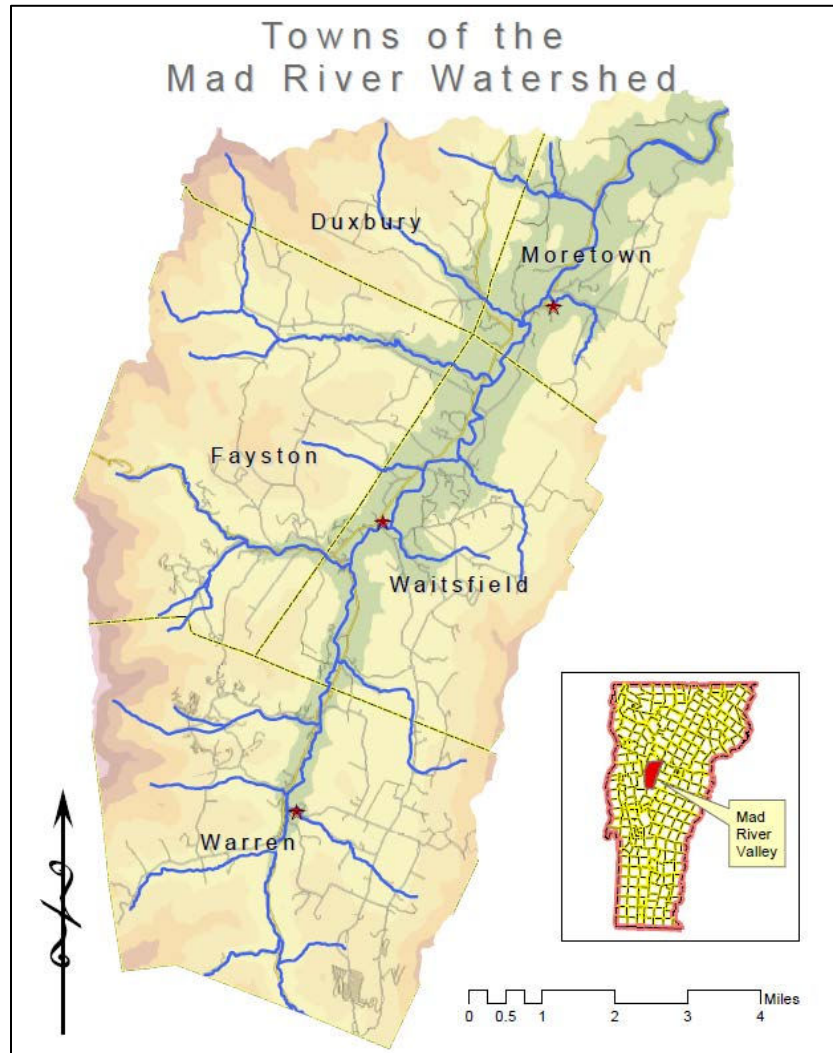 Towns of the
Mad River Watershed
Duxbury
Moretown
Fayston
Waitsfield
Warren
Mad
River
Valley
Miles
0 0.5 1 2 3 4